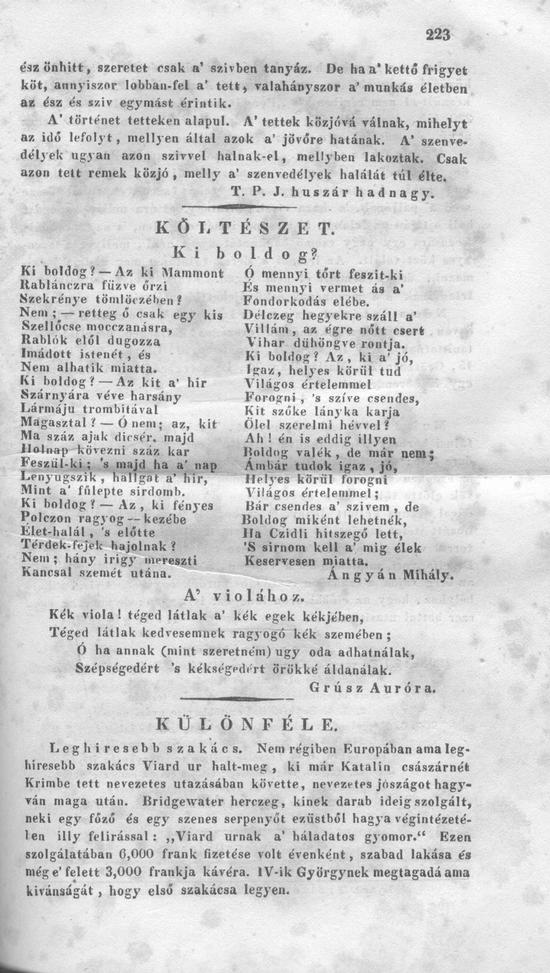 223
ész önhitt, szeretet csak a' szivben tanyáz. De ha a' kettő frigyet
köt, annyiszor lobban-fel a' tett, valahányszor a' munkás életben
az ész és sziv egymást érintik.
A' történet tetteken alapul. A' tettek közjóvá válnak, mihelyt
az idő lefolyt, mellyen által azok a' jövőre hatának. A' szenve-
délyek ugyan azon szivvel halnak-el, mellyben lakoztak. Csak
azon tett remek közjó, melly a' szenvedélyek halálát túl élte.
T. P. J. huszár hadnagy.
KÖLTÉSZET.
Ki boldog?
Ki boldog? — Az ki Mammont
Rablánczra füzve őrzi
Szekrénye tömlöczében?
Nem; — retteg ő csak egy kis
Szellőcse mocczanásra,
Rablók elől dugozza
Imádott istenét, és
Nem alhatik miatta.
Ki boldog? — Az kit a' hir
Szárnyára véve harsány
Lármáju trombitával
Magasztal? — Ó nem; az, kit
Ma száz ajak dicsér, majd
Holnap kövezni száz kar
Feszül-ki; 's majd ha a' nap
Lenyugszik, hallgat a' hir,
Mint a' fülepte sirdomb.
Ki boldog? — Az, ki fényes
Polczon ragyog — kezébe
Élet-halál, 's előtte
Térdek-fejek hajolnak?
Nem; hány irigy mereszti
Kancsal szemét utána.
Ó mennyi tőrt feszit-ki
És mennyi vermet ás a'
Fondorkodás elébe.
Délczeg hegyekre száll a'
Villám, az égre nőtt csert
Vihar dühöngve rontja.
Ki boldog? Az, ki a' jó,
Igaz, helyes körül tud
Világos értelemmel
Forogni, 's szíve csendes,
Kit szőke lányka karja
Ölel szerelmi hévvel?
Ah! én is eddig illyen
Boldog valék, de már nem;
Ámbár tudok igaz, jó,
Helyes körül forogni
Világos értelemmel;
Bár csendes a' szivem, de
Boldog miként lehetnék,
Ha Czidli hitszegő lett,
'S sirnom kell a' mig élek
Keservesen miatta.
Ángyán Mihály.
A' violához.
Kék viola! téged látlak a' kék egek kékjében,
Téged látlak kedvesemnek ragyogó kék szemében;
Ó ha annak (mint szeretném) ugy oda adhatnálak,
Szépségedért 's kékségedért örökké áldanálak.
Grúsz Auróra.
KÜLÖNFÉLE.
Leghiresebb szakács. Nem régiben Európában ama leg-
hiresebb szakács Viard ur halt-meg, ki már Katalin császárnét
Krimbe tett nevezetes utazásában követte, nevezetes jószágot hagy-
ván maga után. Bridgewater herczeg, kinek darab ideig szolgált,
neki egy főző és egy szenes serpenyőt ezüstből hagya végintézeté-
len illy felirással: „Viard urnak a' háladatos gyomor.“ Ezen
szolgálatában 6,000 frank fizetése volt évenként, szabad lakása és
még e' felett 3,000 frankja kávéra. IV-ik Györgynek megtagadá ama
kivánságát, hogy első szakácsa legyen.